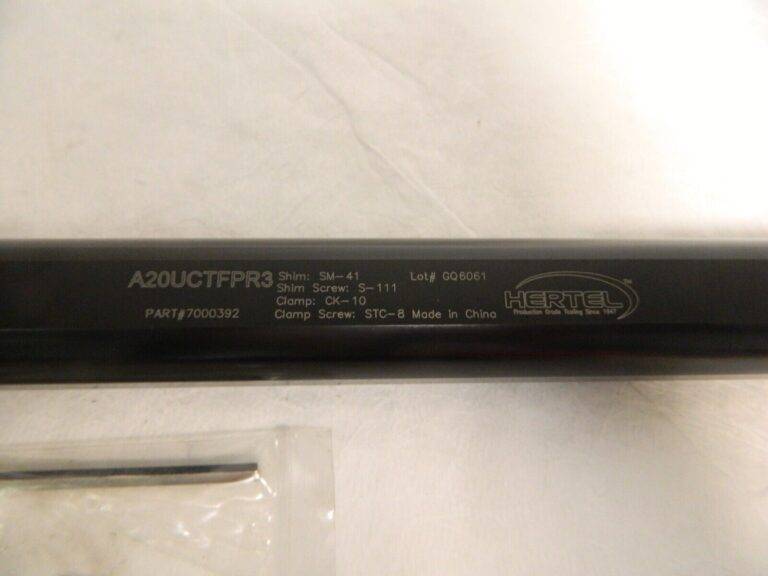 A20UCTFPR3
PART#7000392
Shim: SM-41 Lot# GQ6061
Shim Screw: S-111
Clamp: CK-10
Clamp Screw: STC-8 Made in China
HERTEL™
Production Grade Tooling Since 1947